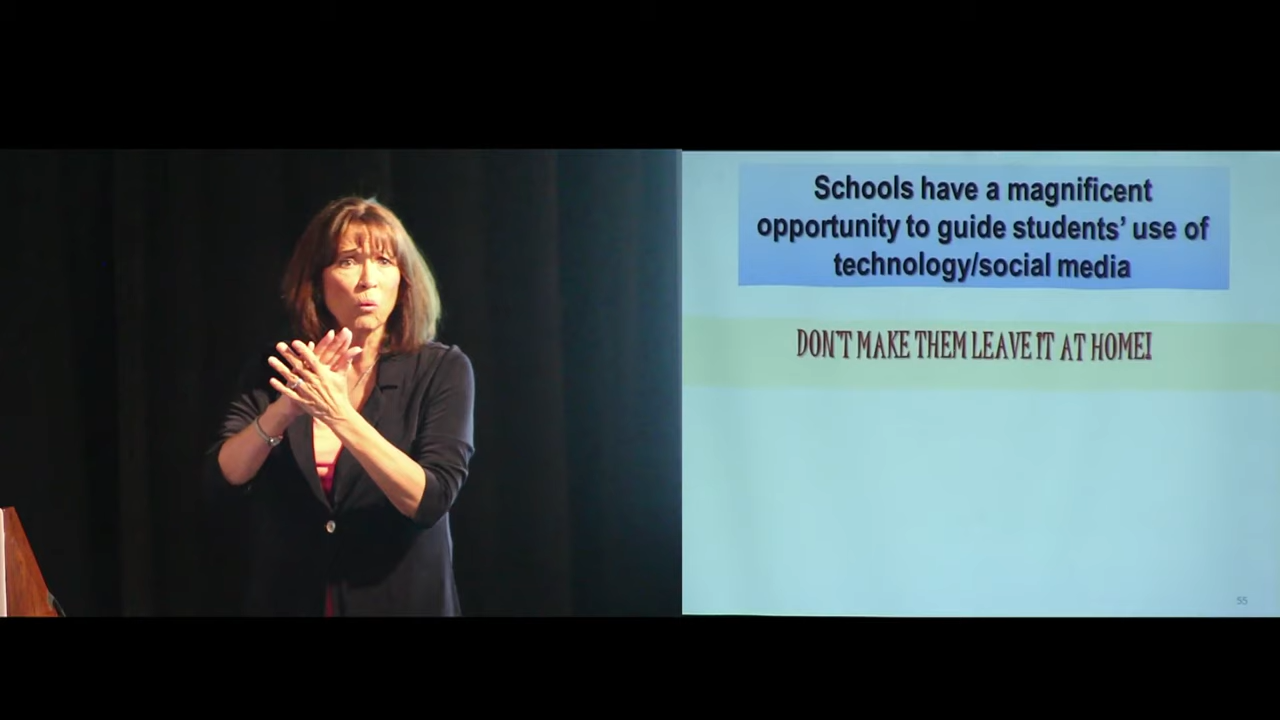 Schools have a magnificent
opportunity to guide students’ use of
technology/social media
DON'T MAKE THEM LEAVE IT AT HOME!
55